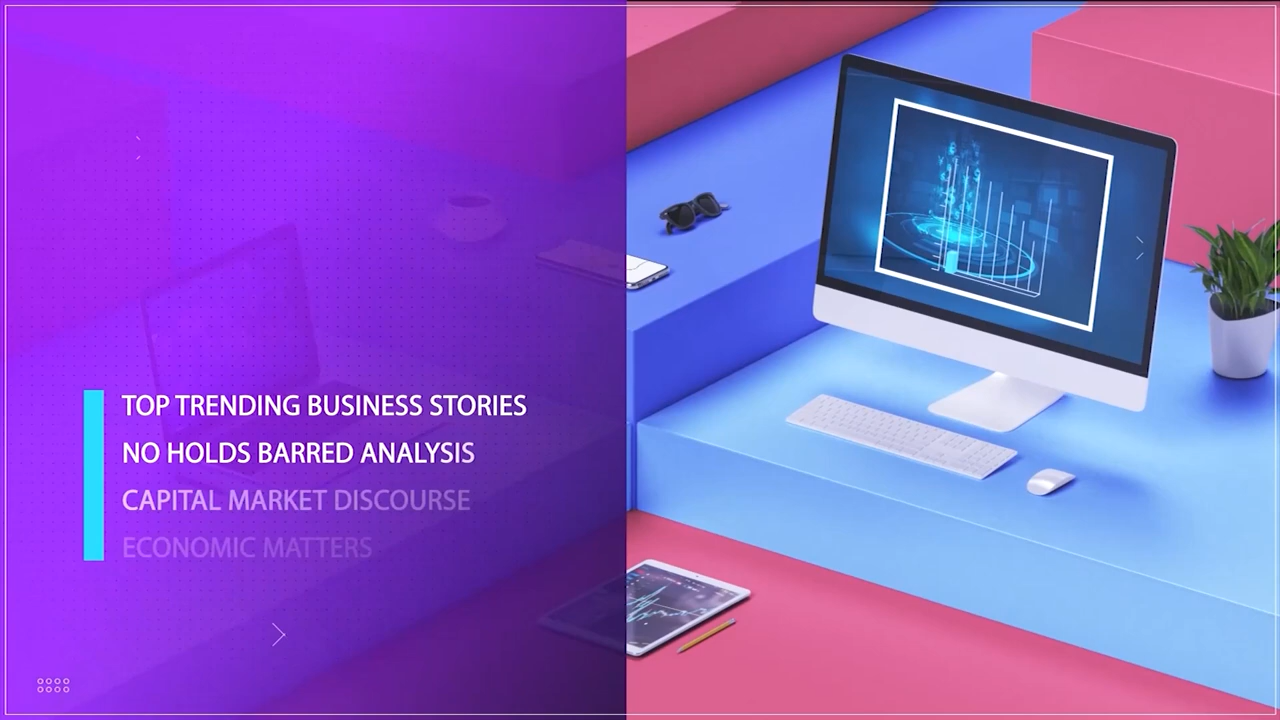 TOP TRENDING BUSINESS STORIES
NO HOLDS BARRED ANALYSIS
CAPITAL MARKET DISCOURSE
ECONOMIC MATTERS